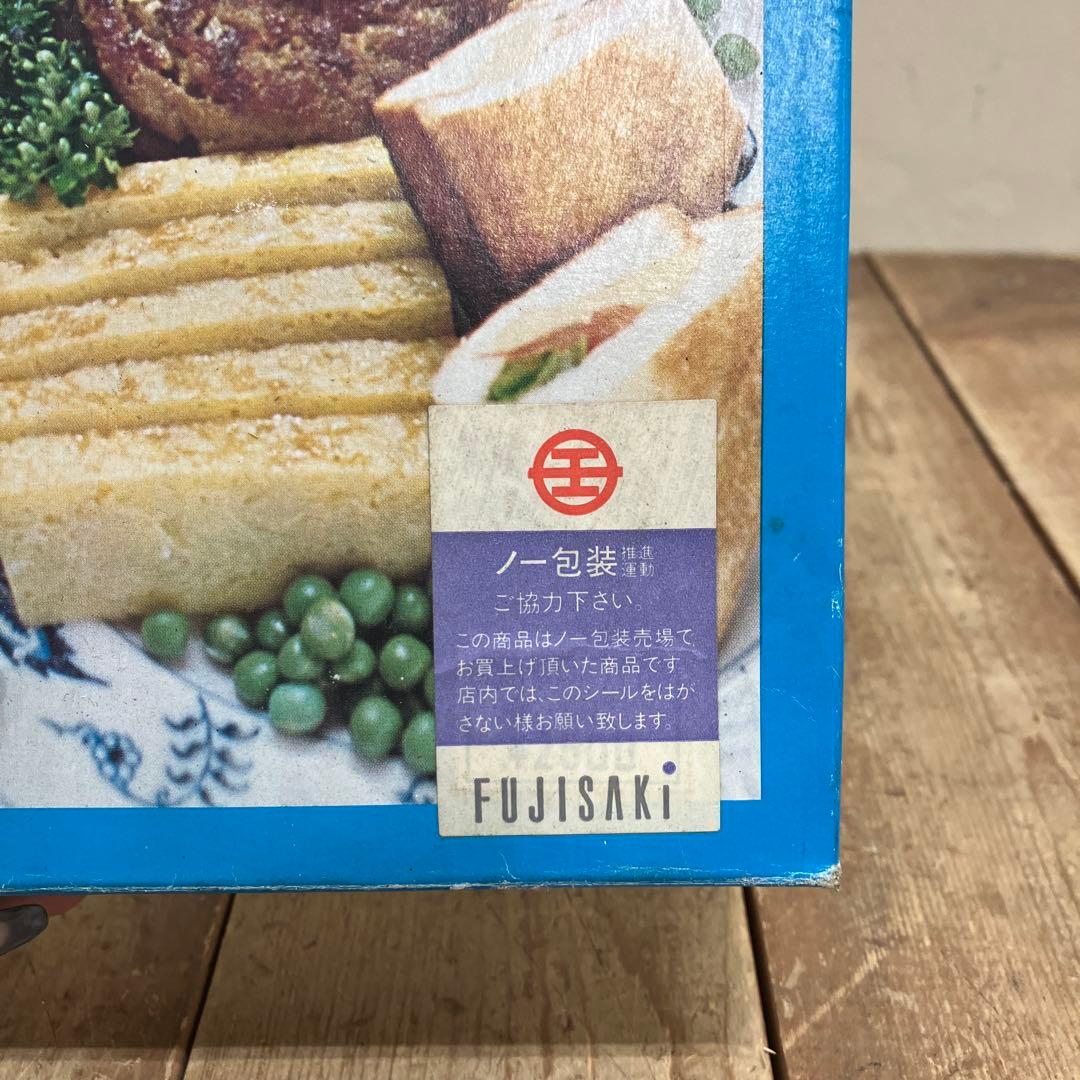 ノー包装推進運動
ご協力下さい。
この商品はノー包装売場で
お買上げ頂いた商品です
店内では、このシールをはが
さない様お願い致します。
FUJISAKi